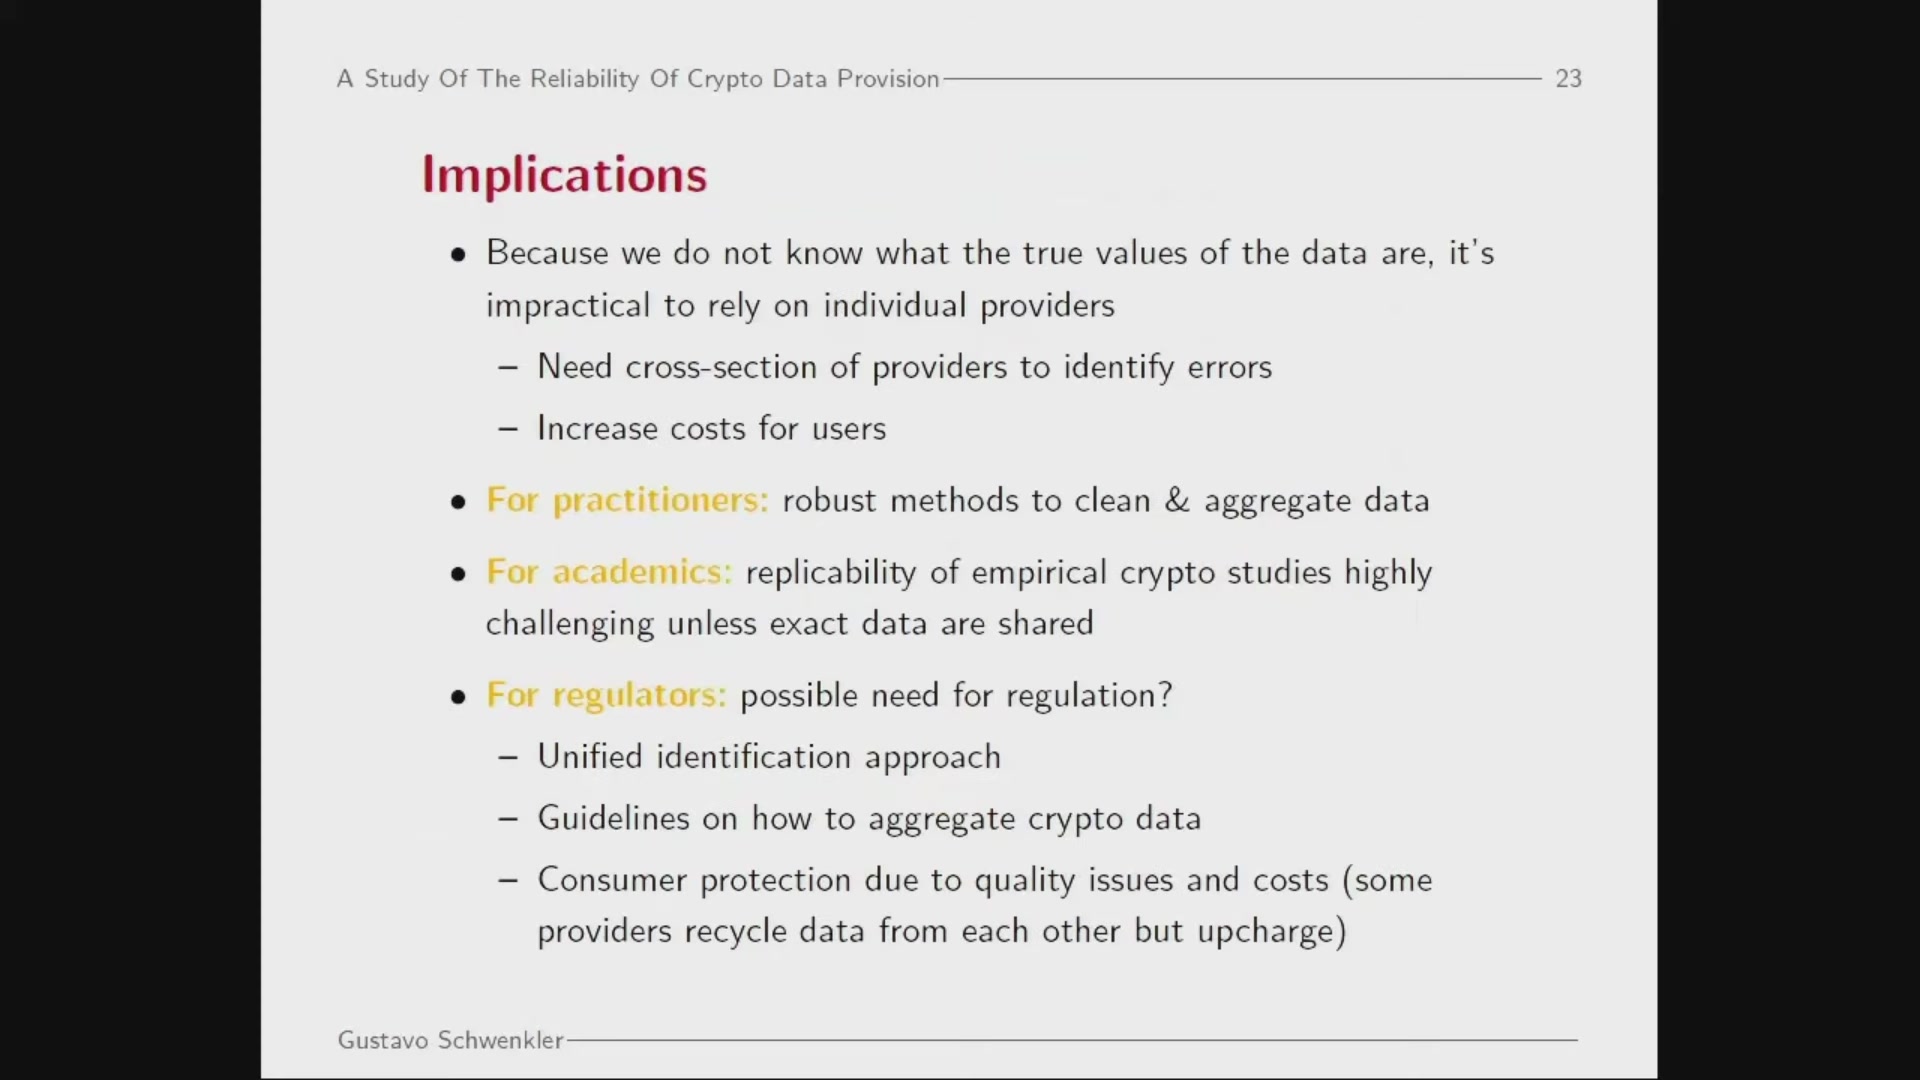 A Study Of The Reliability Of Crypto Data Provision 23
Implications
• Because we do not know what the true values of the data are, it's
impractical to rely on individual providers
– Need cross-section of providers to identify errors
– Increase costs for users
• For practitioners: robust methods to clean & aggregate data
• For academics: replicability of empirical crypto studies highly
challenging unless exact data are shared
• For regulators: possible need for regulation?
– Unified identification approach
– Guidelines on how to aggregate crypto data
– Consumer protection due to quality issues and costs (some
providers recycle data from each other but upcharge)
Gustavo Schwenkler